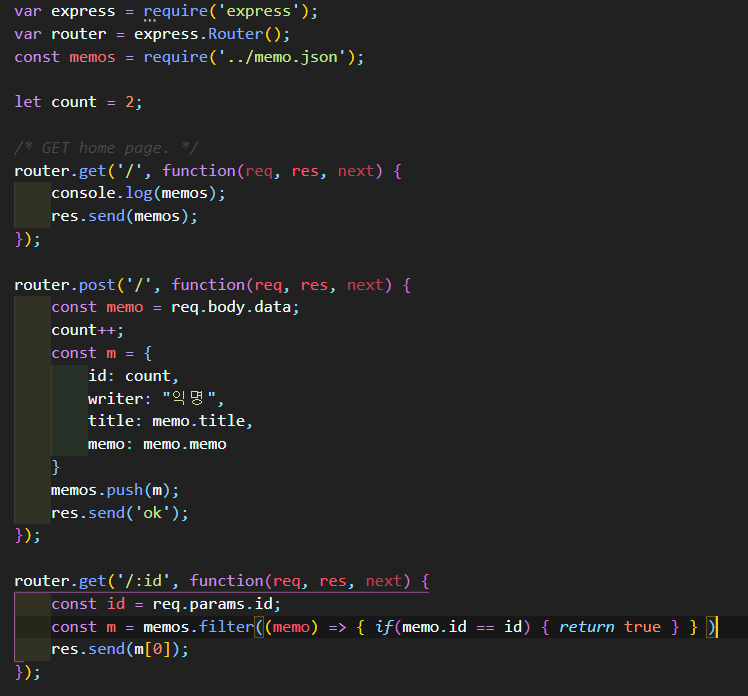 var express = require('express');
var router = express.Router();
const memos = require('../memo.json');
let count = 2;
/* GET home page. */
router.get('/', function(req, res, next) {
    console.log(memos);
    res.send(memos);
});
router.post('/', function(req, res, next) {
    const memo = req.body.data;
    count++;
    const m = {
        id: count,
        writer: "익명",
        title: memo.title,
        memo: memo.memo
    }
    memos.push(m);
    res.send('ok');
});
router.get('/:id', function(req, res, next) {
    const id = req.params.id;
    const m = memos.filter((memo) => { if(memo.id == id) { return true } } )
    res.send(m[0]);
});